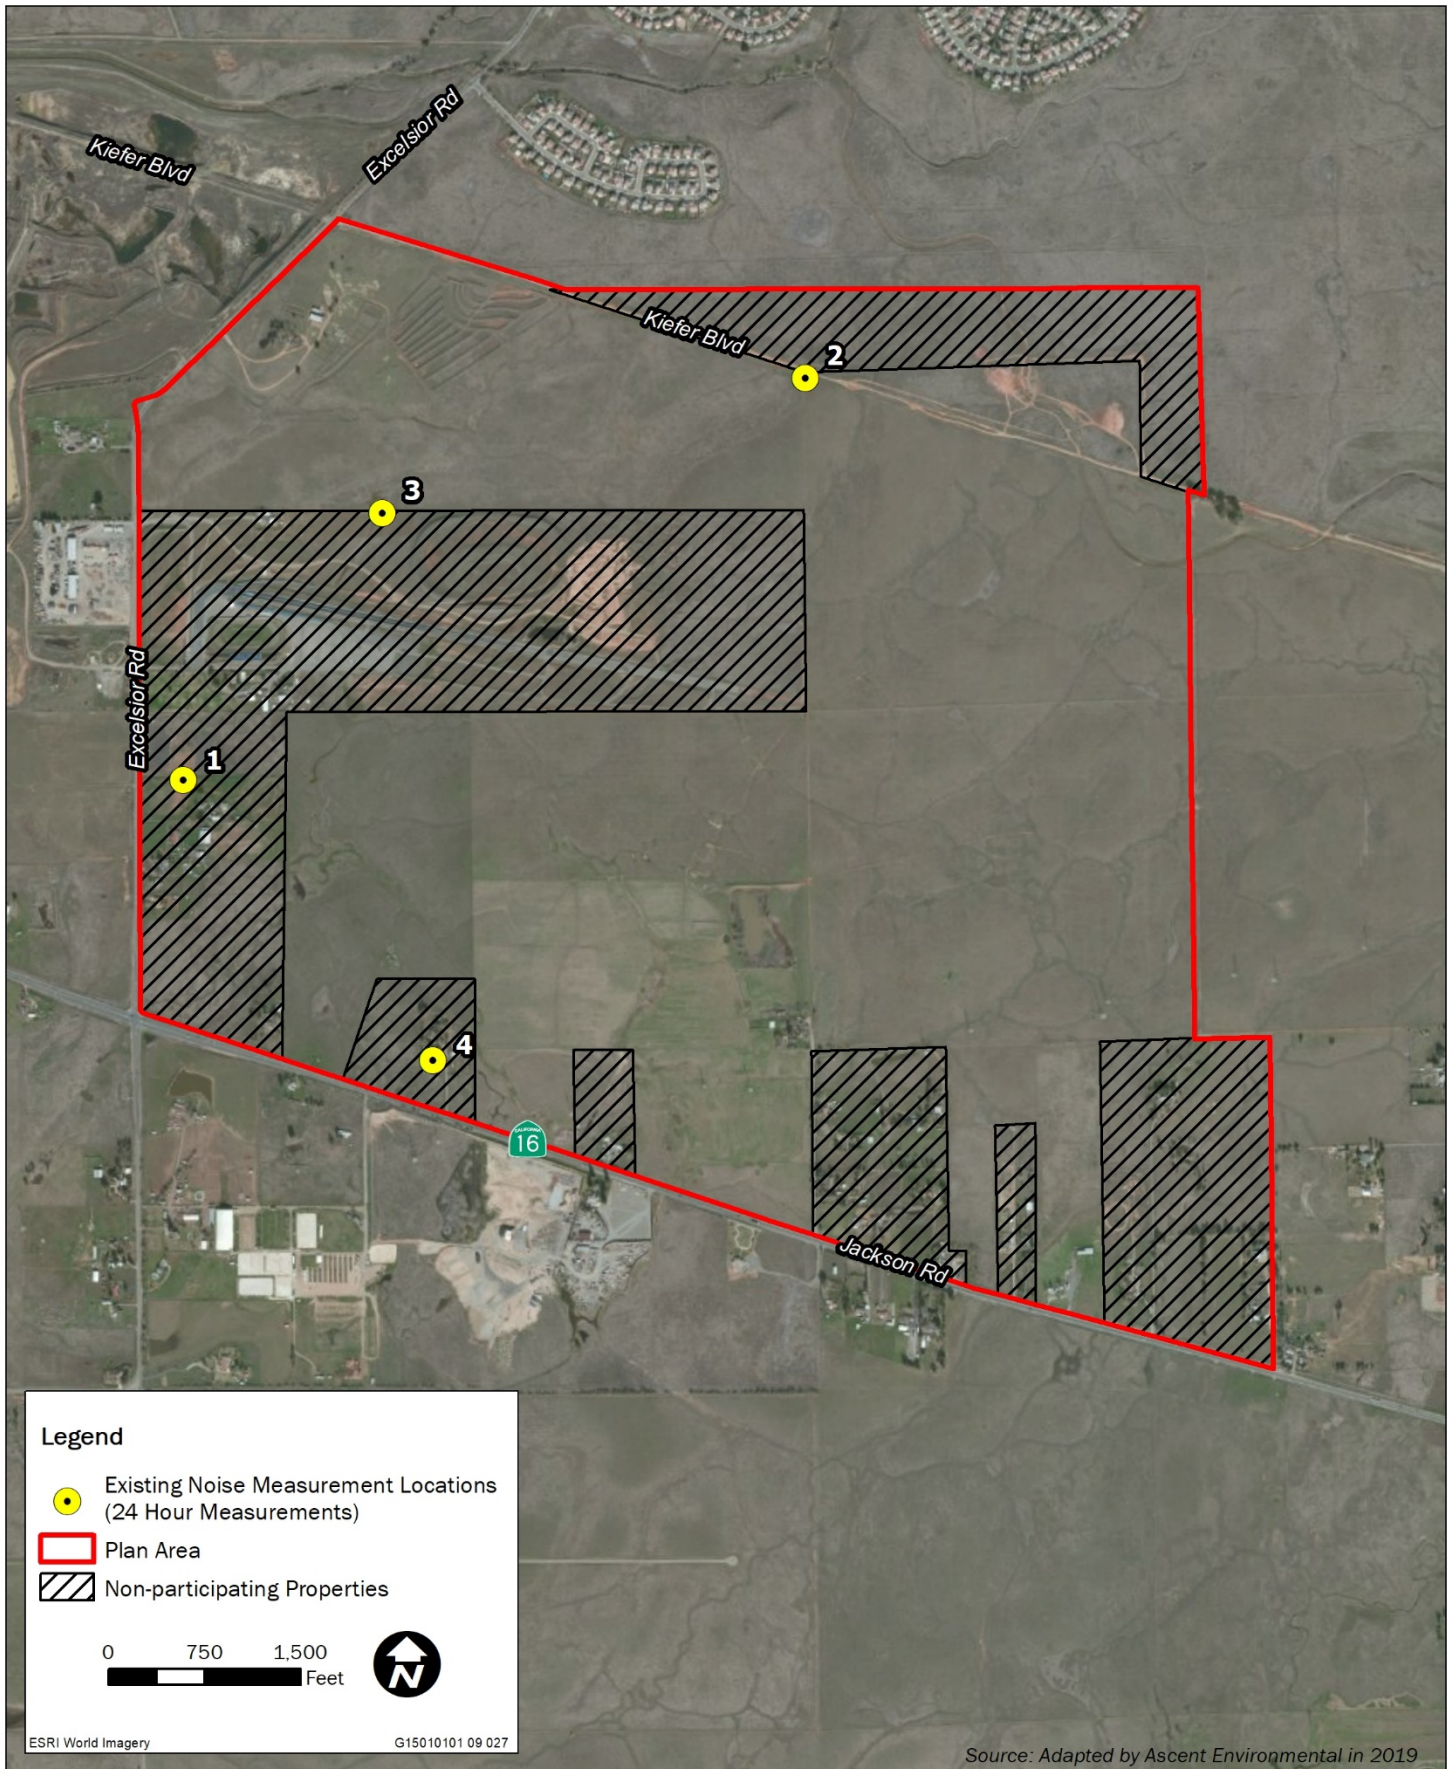 Kiefer Blvd
Excelsior Rd
Kiefer Blvd
2
3
Excelsior Rd
1
4
CALIFORNIA
16
Jackson Rd
Legend
Existing Noise Measurement Locations
(24 Hour Measurements)
Plan Area
Non-participating Properties
0 750 1,500
Feet
N
ESRI World Imagery
G15010101 09 027
Source: Adapted by Ascent Environmental in 2019